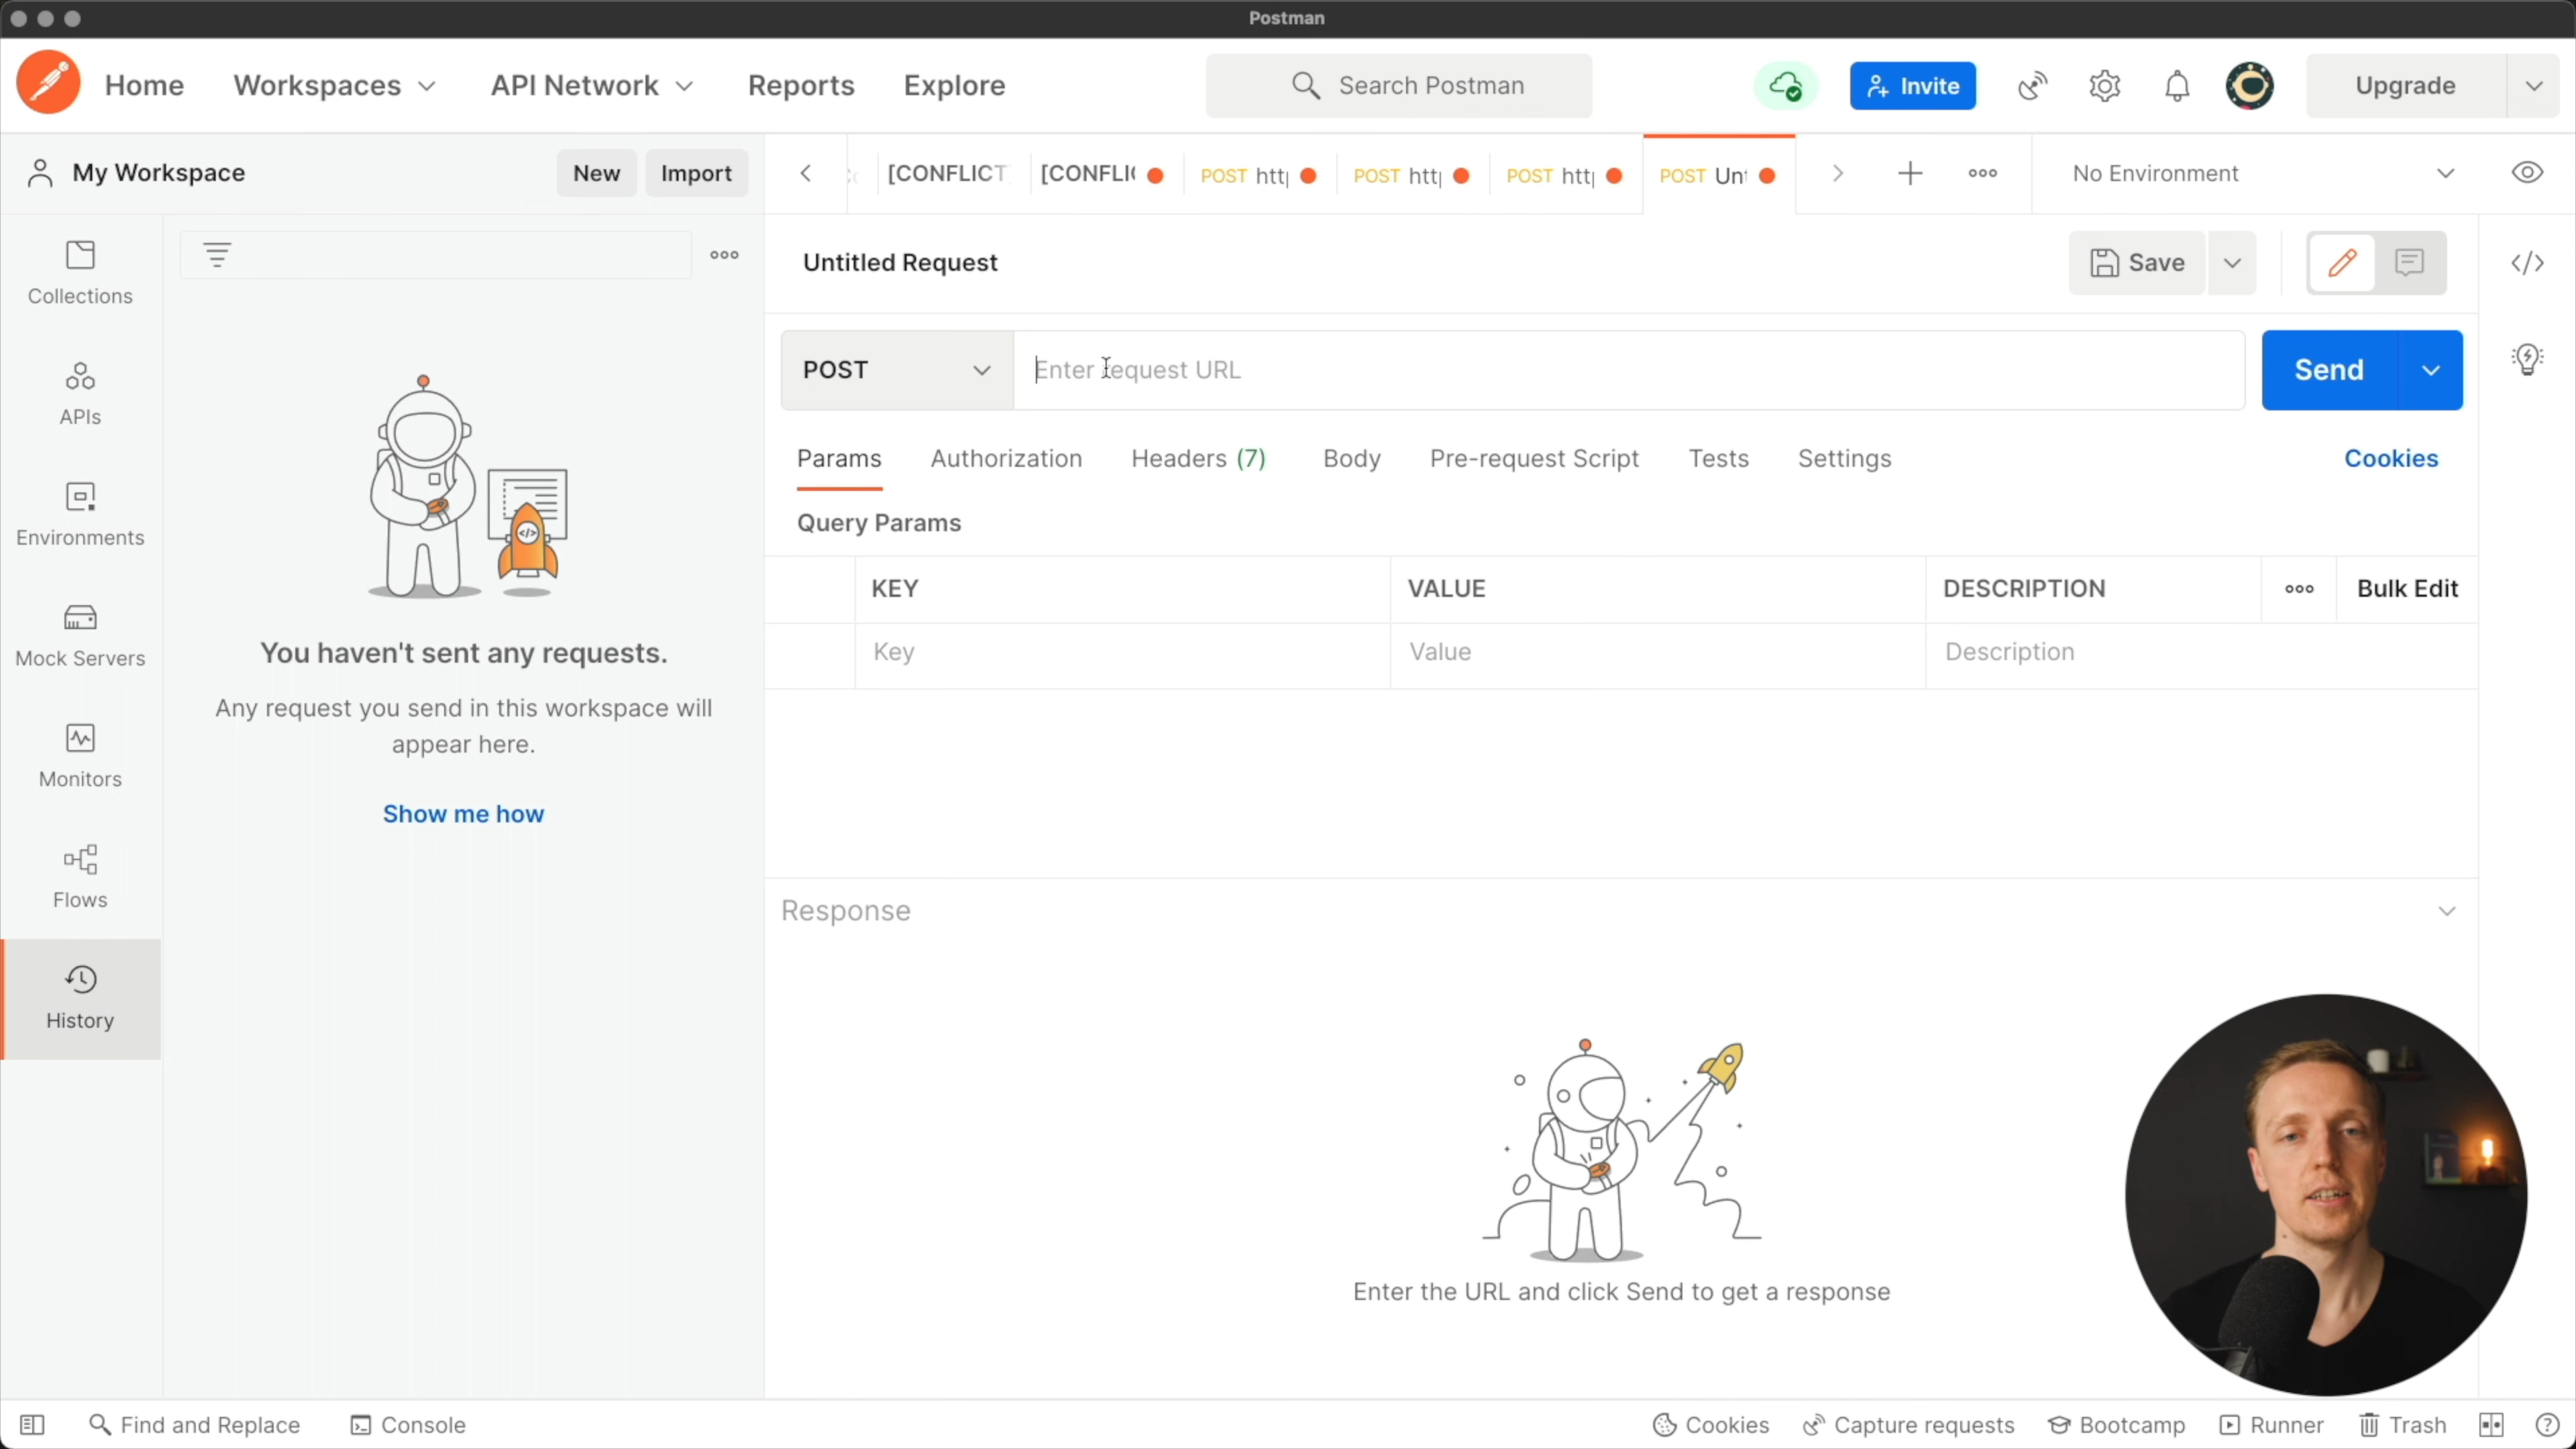 Postman
Home Workspaces API Network Reports Explore Search Postman Invite Upgrade
My Workspace New Import [CONFLICT [CONFLI POST htt POST htt POST htt POST Unt No Environment
Collections
APIs
Environments
Mock Servers
Monitors
Flows
History
You haven't sent any requests.
Any request you send in this workspace will
appear here.
Show me how
Untitled Request Save
POST Enter request URL Send
Params Authorization Headers (7) Body Pre-request Script Tests Settings Cookies
Query Params
KEY VALUE DESCRIPTION Bulk Edit
Key Value Description
Response
Enter the URL and click Send to get a response
Find and Replace Console Cookies Capture requests Bootcamp Runner Trash